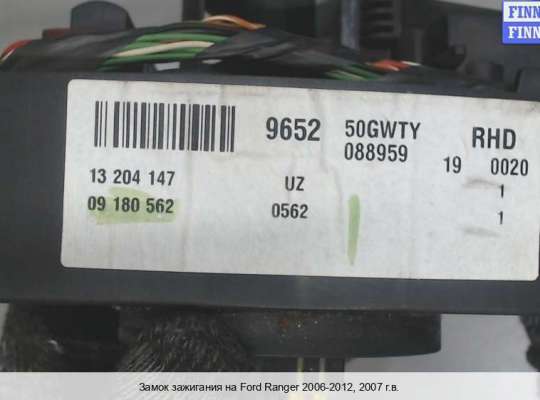 FINN
FINN
9652 50GWTY RHD
088959 19 0020
13 204 147 UZ 1
09 180 562 0562 1
Замок зажигания на Ford Ranger 2006-2012, 2007 г.в.